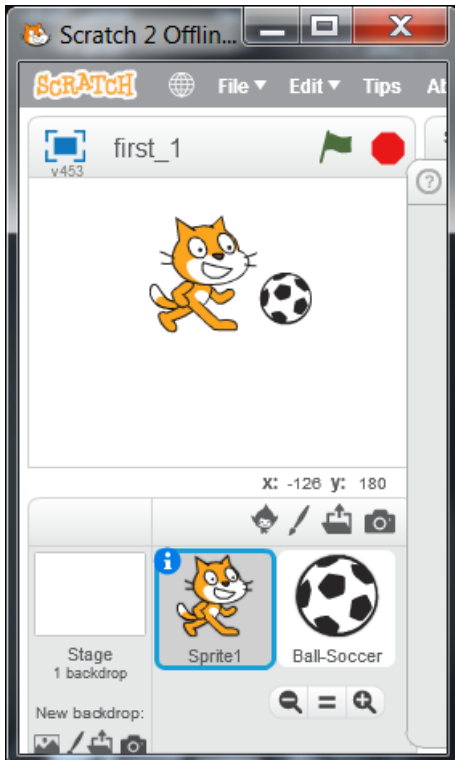 Scratch 2 Offlin...
SCRATCH File Edit Tips
first_1
v453
x: -126 y: 180
Sprite1 Ball-Soccer
Stage
1 backdrop
New backdrop: